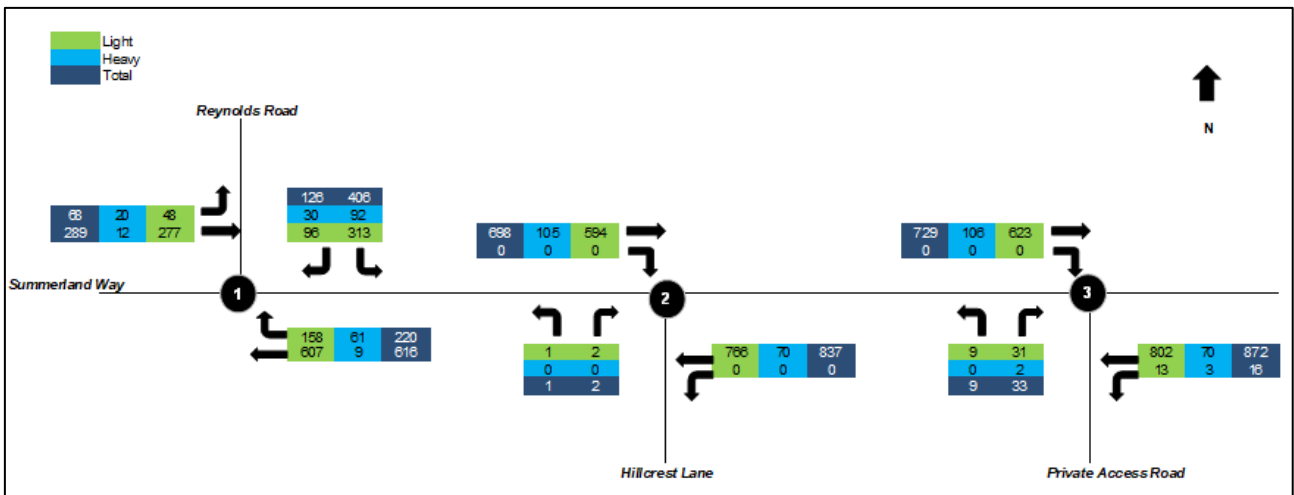 Light
Heavy
Total
N
Reynolds Road
68 20 48
289 12 277
126 406
30 92
96 313
698 105 594
0 0 0
729 106 623
0 0 0
Summerland Way
1
2
3
158 61 220
607 9 616
1 2
0 0
1 2
766 70 837
0 0 0
9 31
0 2
9 33
802 70 872
13 3 16
Hillcrest Lane
Private Access Road